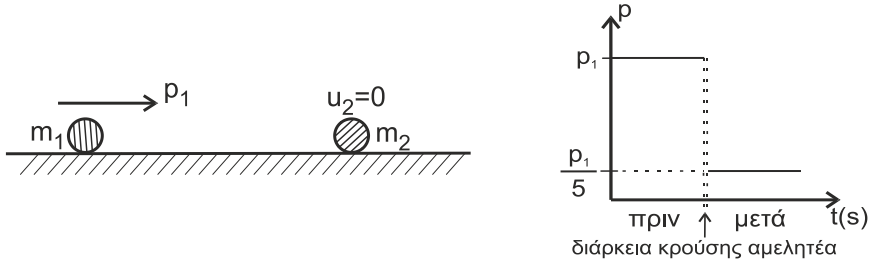 p₁
u₂=0
m₁
m₂
p
p₁
p₁
5
πριν
μετά
t(s)
διάρκεια κρούσης αμελητέα